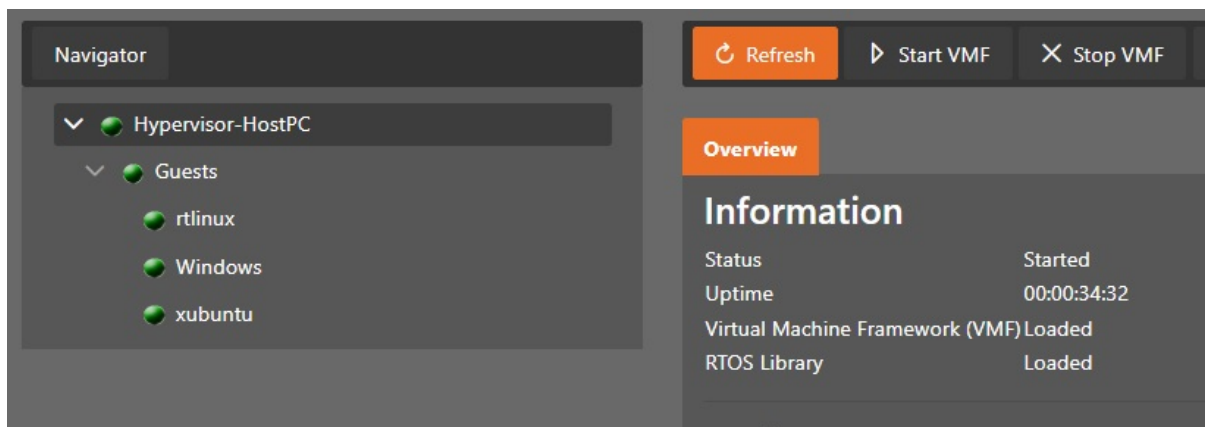 Navigator
Hypervisor-HostPC
Guests
rtlinux
Windows
xubuntu
Refresh Start VMF Stop VMF
Overview
Information
Status Started
Uptime 00:00:34:32
Virtual Machine Framework (VMF) Loaded
RTOS Library Loaded